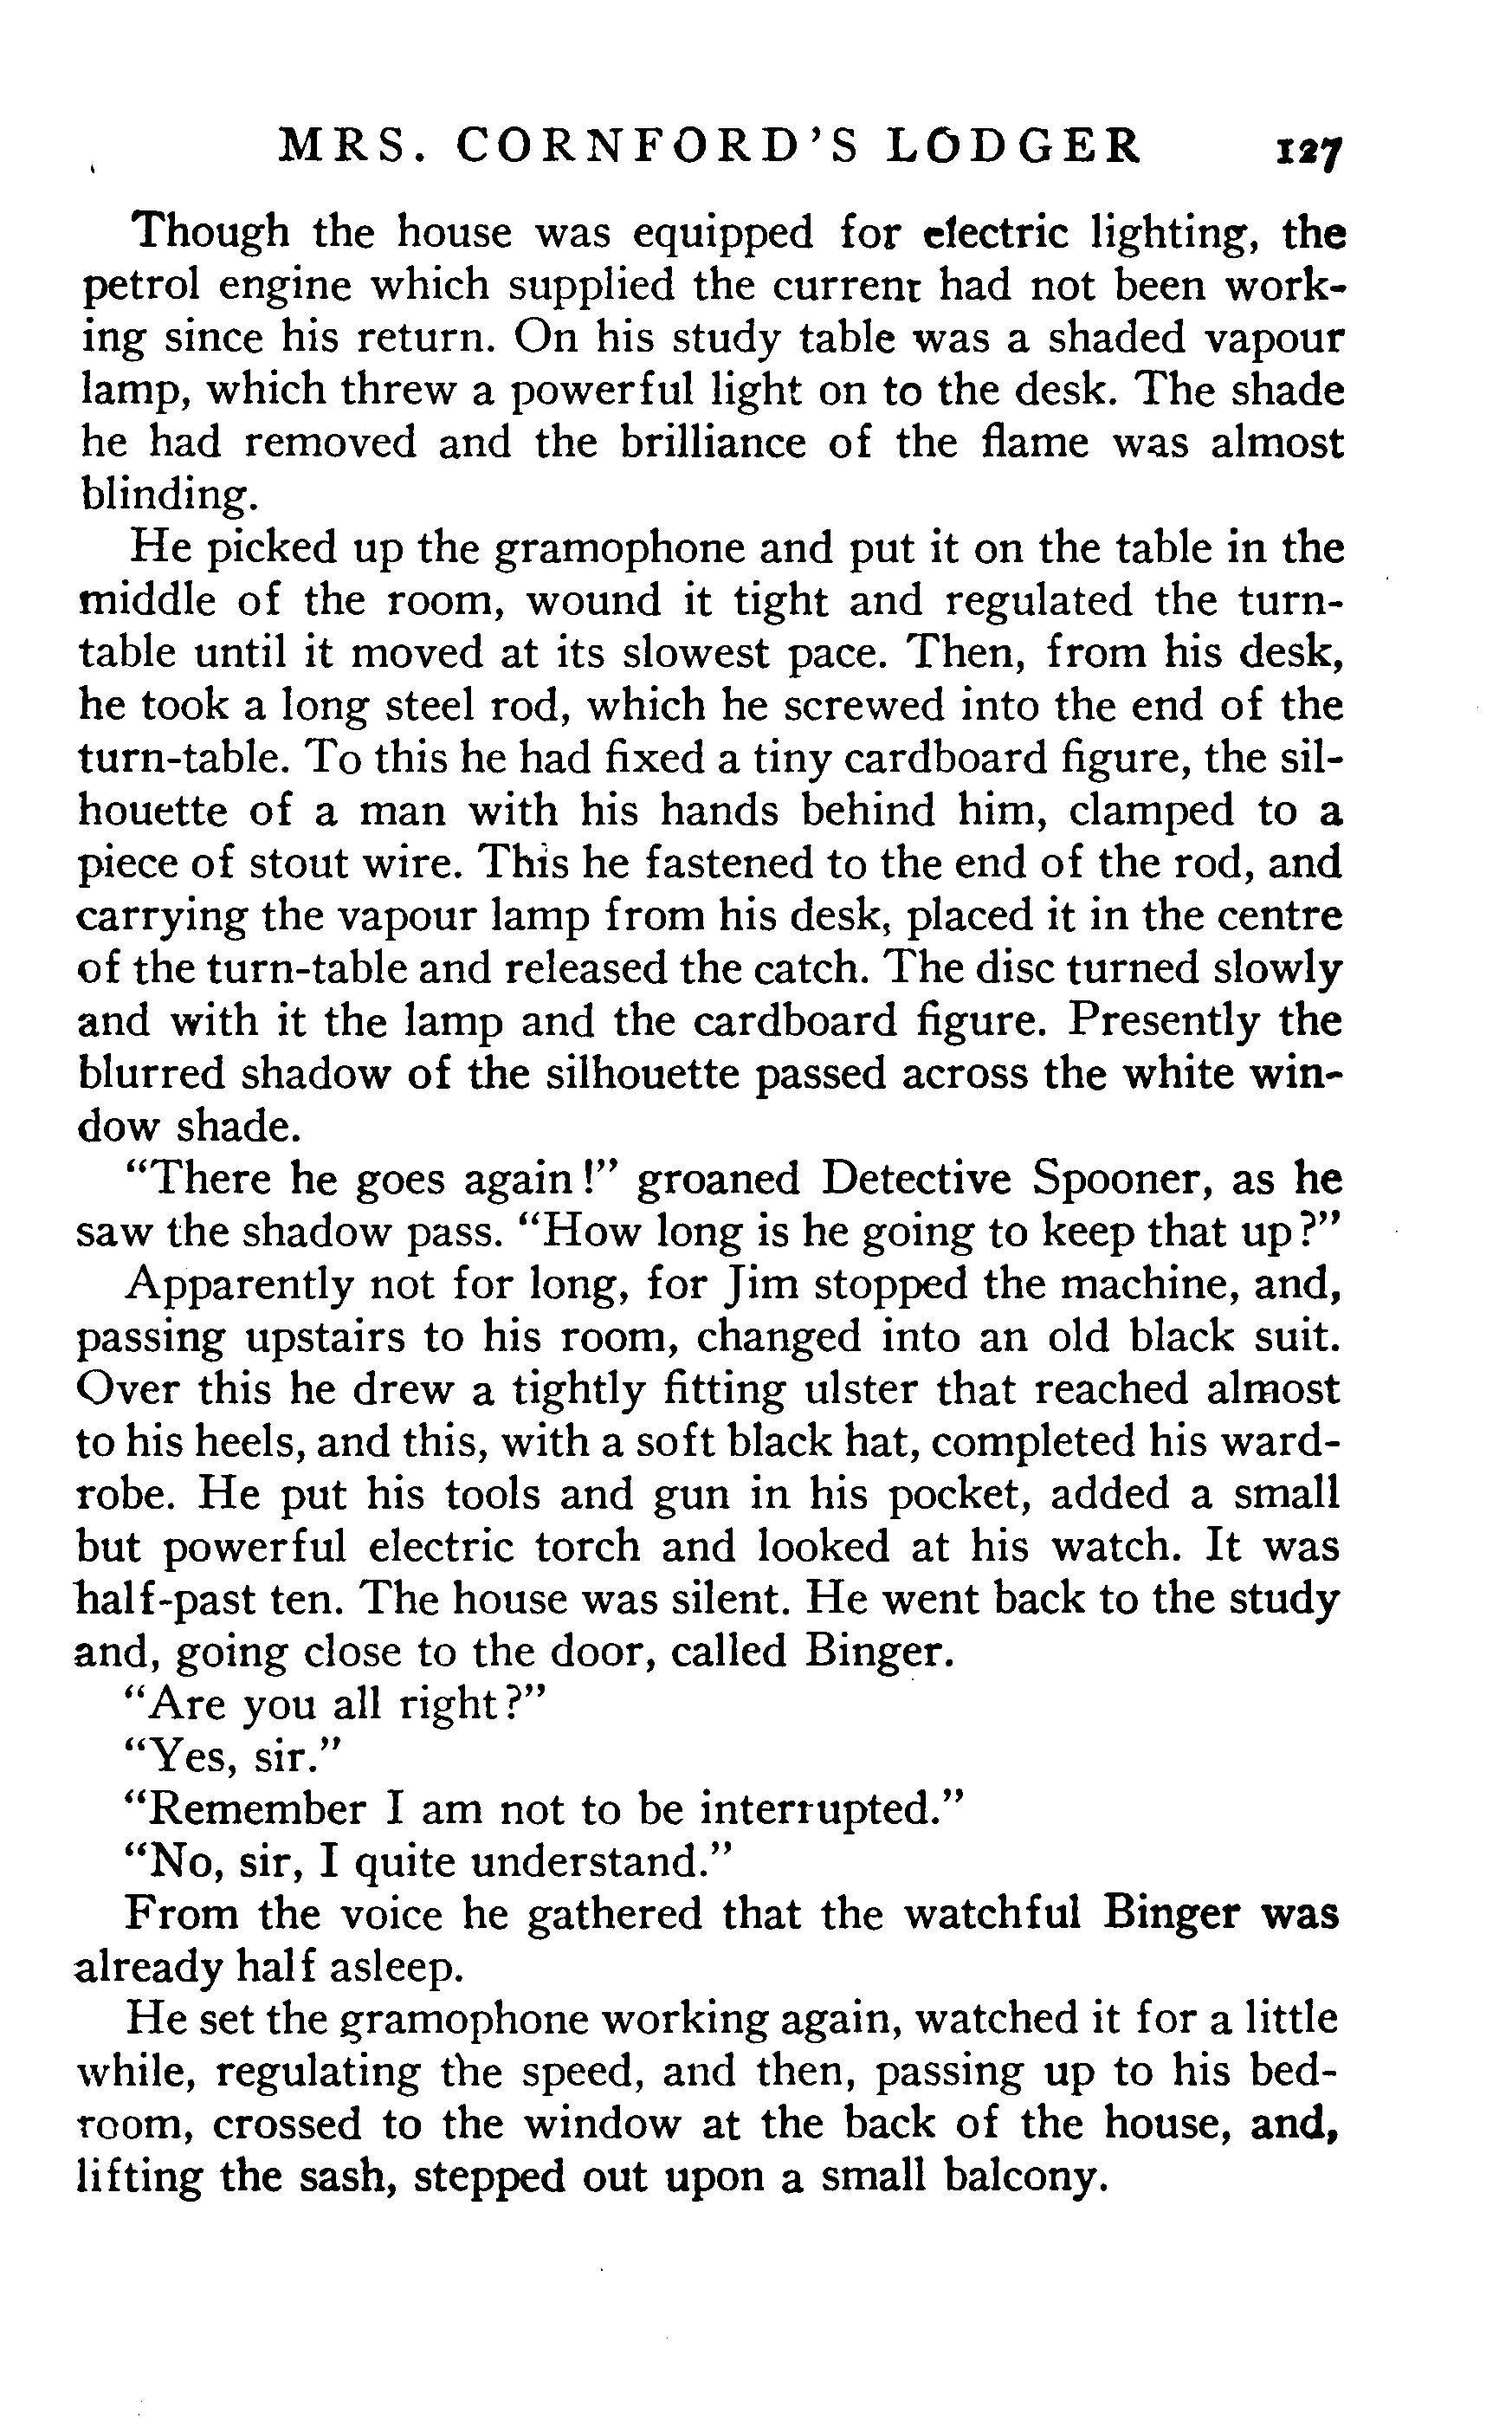 MRS. CORNFORD'S LODGER 127
Though the house was equipped for electric lighting, the
petrol engine which supplied the current had not been work-
ing since his return. On his study table was a shaded vapour
lamp, which threw a powerful light on to the desk. The shade
he had removed and the brilliance of the flame was almost
blinding.
He picked up the gramophone and put it on the table in the
middle of the room, wound it tight and regulated the turn-
table until it moved at its slowest pace. Then, from his desk,
he took a long steel rod, which he screwed into the end of the
turn-table. To this he had fixed a tiny cardboard figure, the sil-
houette of a man with his hands behind him, clamped to a
piece of stout wire. This he fastened to the end of the rod, and
carrying the vapour lamp from his desk, placed it in the centre
of the turn-table and released the catch. The disc turned slowly
and with it the lamp and the cardboard figure. Presently the
blurred shadow of the silhouette passed across the white win-
dow shade.
"There he goes again!" groaned Detective Spooner, as he
saw the shadow pass. "How long is he going to keep that up?"
Apparently not for long, for Jim stopped the machine, and,
passing upstairs to his room, changed into an old black suit.
Over this he drew a tightly fitting ulster that reached almost
to his heels, and this, with a soft black hat, completed his ward-
robe. He put his tools and gun in his pocket, added a small
but powerful electric torch and looked at his watch. It was
half-past ten. The house was silent. He went back to the study
and, going close to the door, called Binger.
"Are you all right?"
"Yes, sir."
"Remember I am not to be interrupted."
"No, sir, I quite understand."
From the voice he gathered that the watchful Binger was
already half asleep.
He set the gramophone working again, watched it for a little
while, regulating the speed, and then, passing up to his bed-
room, crossed to the window at the back of the house, and,
lifting the sash, stepped out upon a small balcony.